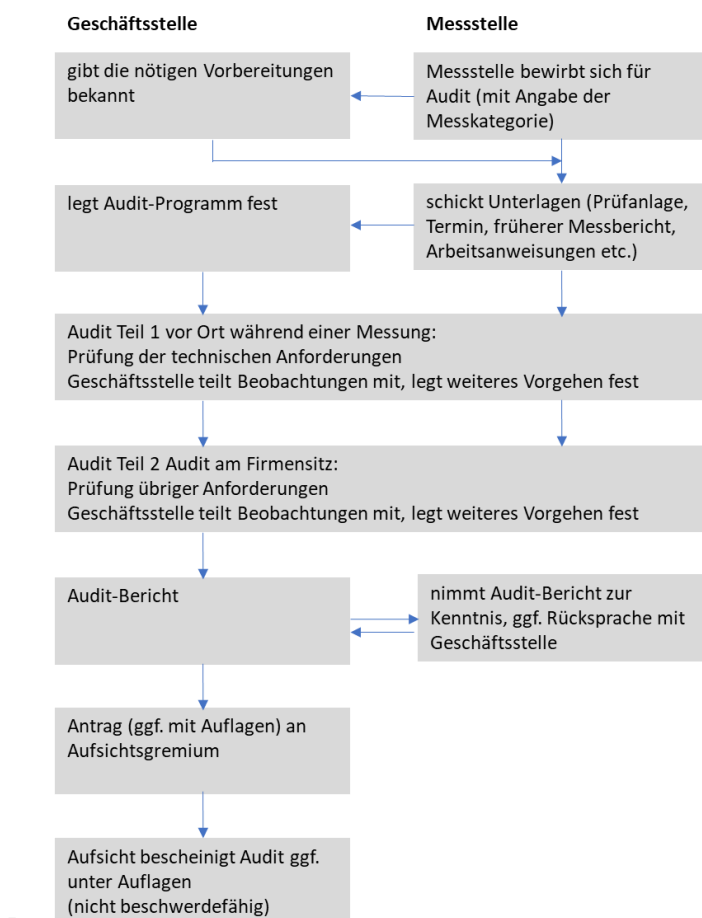 Geschäftsstelle
Messstelle
gibt die nötigen Vorbereitungen
bekannt
Messstelle bewirbt sich für
Audit (mit Angabe der
Messkategorie)
legt Audit-Programm fest
schickt Unterlagen (Prüfanlage,
Termin, früherer Messbericht,
Arbeitsanweisungen etc.)
Audit Teil 1 vor Ort während einer Messung:
Prüfung der technischen Anforderungen
Geschäftsstelle teilt Beobachtungen mit, legt weiteres Vorgehen fest
Audit Teil 2 Audit am Firmensitz:
Prüfung übriger Anforderungen
Geschäftsstelle teilt Beobachtungen mit, legt weiteres Vorgehen fest
Audit-Bericht
nimmt Audit-Bericht zur
Kenntnis, ggf. Rücksprache mit
Geschäftsstelle
Antrag (ggf. mit Auflagen) an
Aufsichtsgremium
Aufsicht bescheinigt Audit ggf.
unter Auflagen
(nicht beschwerdefähig)